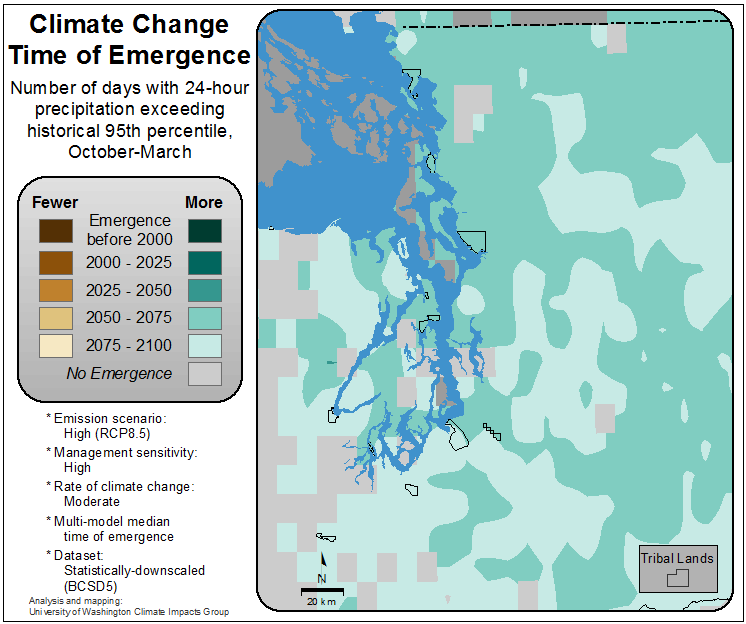 Climate Change
Time of Emergence
Number of days with 24-hour
precipitation exceeding
historical 95th percentile,
October-March
Fewer More
Emergence
before 2000
2000 - 2025
2025 - 2050
2050 - 2075
2075 - 2100
No Emergence
* Emission scenario:
High (RCP8.5)
* Management sensitivity:
High
* Rate of climate change:
Moderate
* Multi-model median
time of emergence
* Dataset:
Statistically-downscaled
(BCSD5)
Analysis and mapping:
University of Washington Climate Impacts Group
N
20 km
Tribal Lands